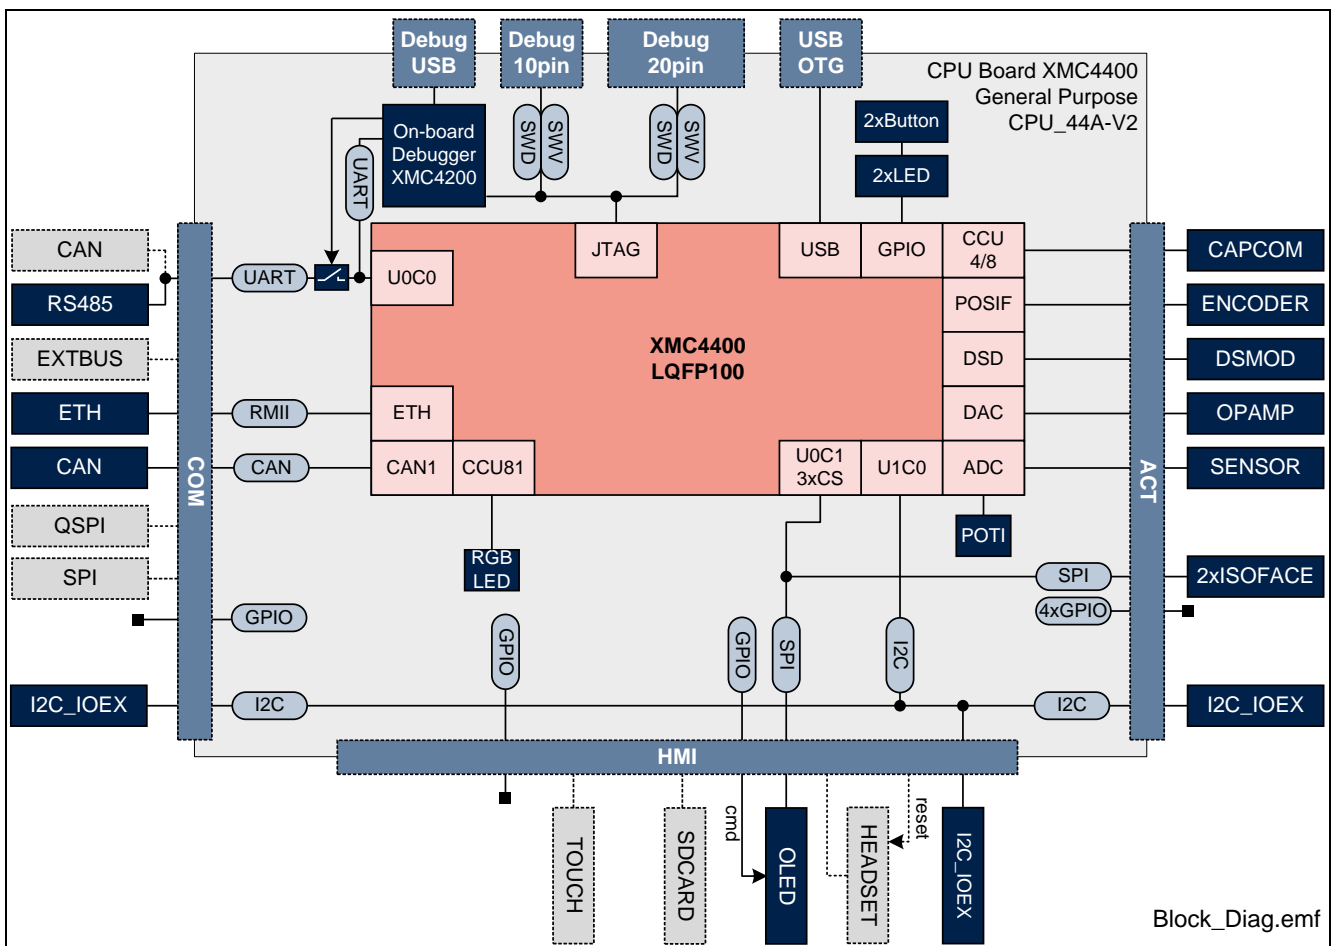 Debug
USB
Debug
10pin
Debug
20pin
USB
OTG
CPU Board XMC4400
General Purpose
CPU_44A-V2
On-board
Debugger
XMC4200
UART
SWD
SWV
SWD
SWV
2xButton
2xLED
CAN
RS485
EXTBUS
ETH
CAN
QSPI
SPI
I2C_IOEX
COM
UART
RMII
CAN
GPIO
I2C
U0C0
JTAG
USB
GPIO
CCU
4/8
POSIF
DSD
DAC
ADC
XMC4400
LQFP100
ETH
CAN1
CCU81
U0C1
3xCS
U1C0
RGB
LED
POTI
GPIO
GPIO
SPI
I2C
SPI
4xGPIO
I2C
ACT
CAPCOM
ENCODER
DSMOD
OPAMP
SENSOR
2xISOFACE
I2C_IOEX
HMI
TOUCH
SDCARD
cmd
OLED
HEADSET
reset
I2C_IOEX
Block_Diag.emf